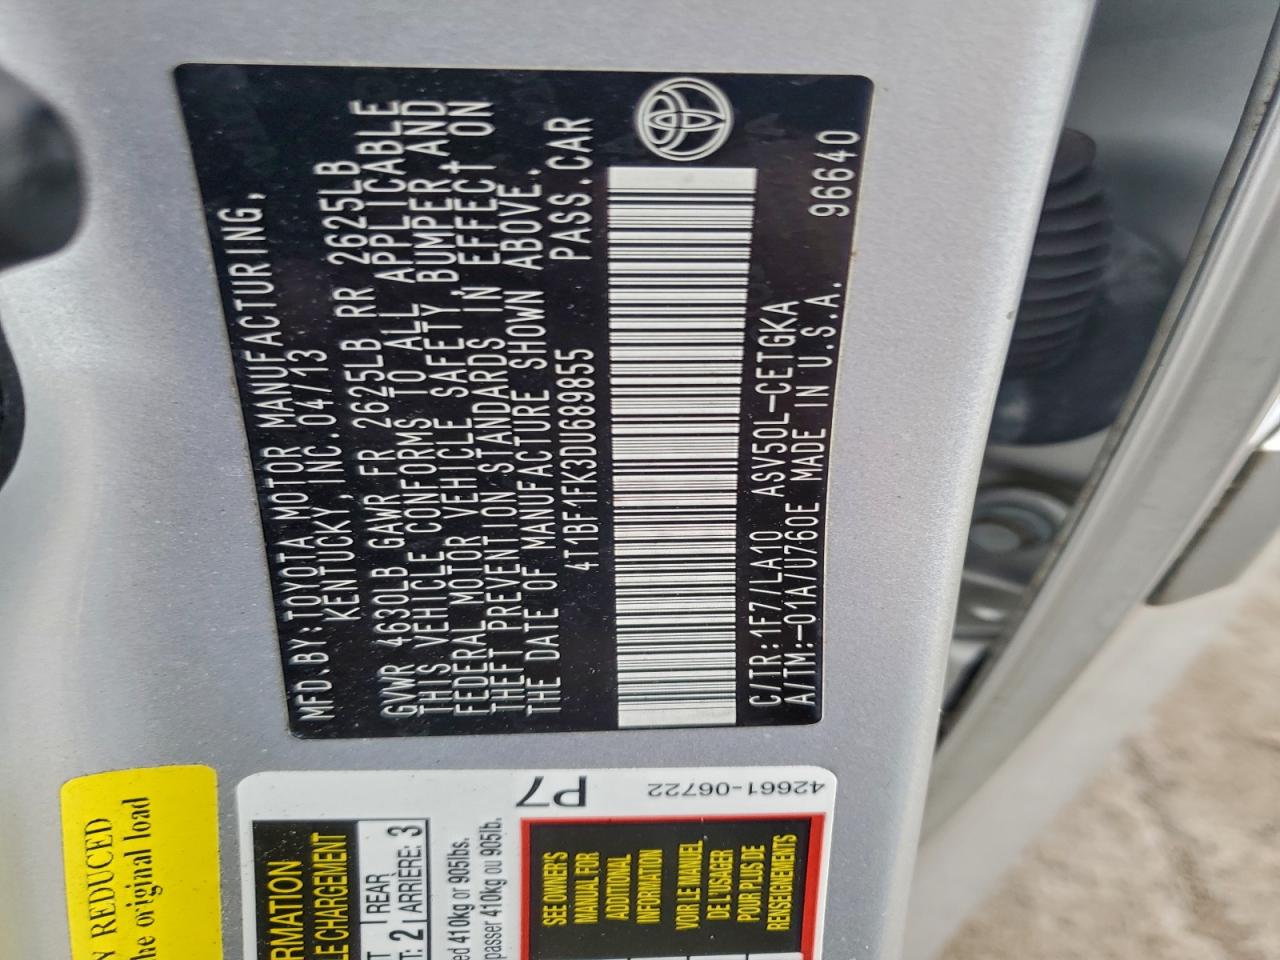 MFD.BY:TOYOTA MOTOR MANUFACTURING,
KENTUCKY, INC.04/13
GVWR 4630LB GAWR FR 2625LB RR 2625LB
THIS VEHICLE CONFORMS TO ALL APPLICABLE
FEDERAL MOTOR VEHICLE SAFETY,BUMPER,AND
THEFT PREVENTION STANDARDS IN EFFECT ON
THE DATE OF MANUFACTURE SHOWN ABOVE.
4T1BF1FK3DU689855 PASS.CAR
C/TR:1F7/LA10 ASV50L-CETGKA
A/TM:-01A/U760E MADE IN U.S.A. 96640
N REDUCED
he original load
RMATION
LE CHARGEMENT
T REAR
T: 2 ARRIÈRE: 3
ed 410kg or 905lbs.
passer 410kg ou 905lb.
P7
SEE OWNER'S
MANUAL FOR
ADDITIONAL
INFORMATION
VOIR LE MANUEL
DE L'USAGER
POUR PLUS DE
RENSEIGNEMENTS
42661-06722